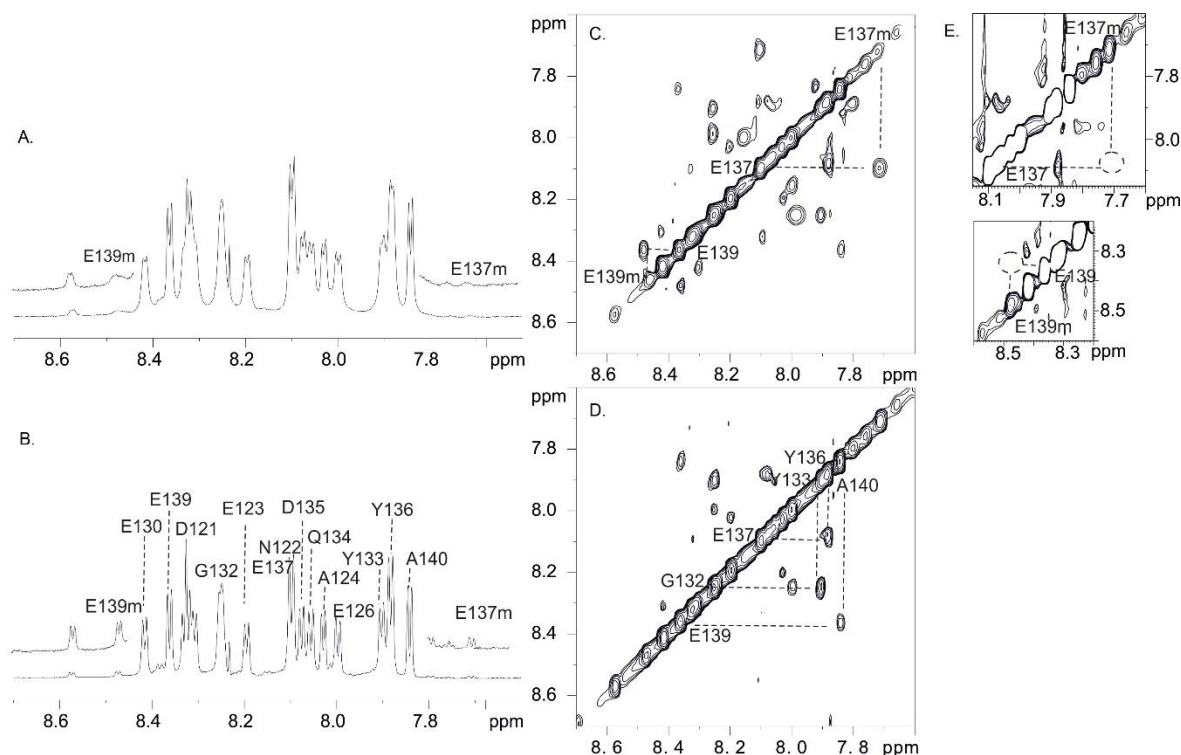 A.
E139m
E137m
8.6 8.4 8.2 8.0 7.8 ppm
B.
E139m
E130
E139
D121
G132
E123
N122
E137
D135
Q134
A124
E126
Y133
Y136
A140
E137m
8.6 8.4 8.2 8.0 7.8 ppm
ppm
C.
E137m
7.8
8.0
E137
8.2
8.4
E139
E139m
8.6
8.6 8.4 8.2 8.0 7.8 ppm
ppm
D.
7.8
Y136
Y133
A140
8.0
E137
8.2
G132
8.4
E139
8.6
8.6 8.4 8.2 8.0 7.8 ppm
E.
ppm
E137m
7.8
8.0
E137
8.1 7.9 7.7 ppm
8.3
E139
8.5
E139m
8.5 8.3 ppm